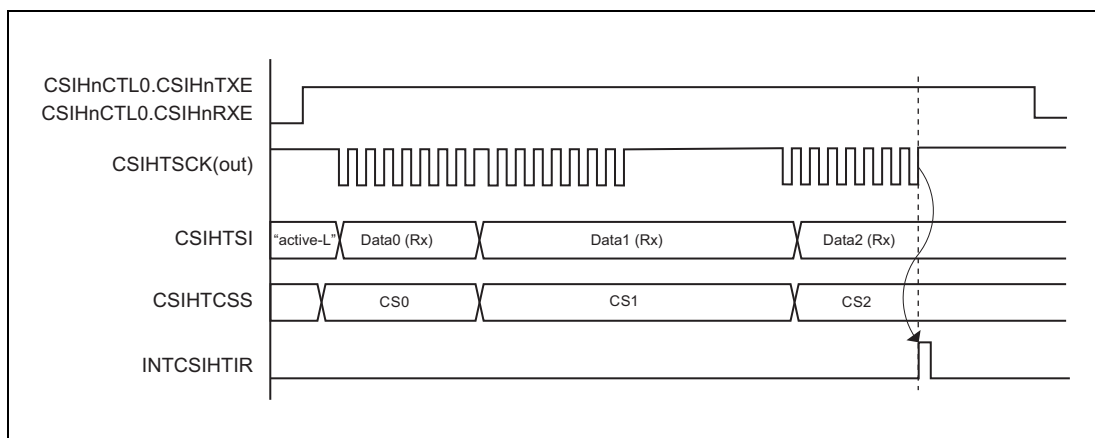 CSIHnCTL0.CSIHnTXE
CSIHnCTL0.CSIHnRXE
CSIHTSCK(out)
CSIHTSI
"active-L"
Data0 (Rx)
Data1 (Rx)
Data2 (Rx)
CSIHTCSS
CS0
CS1
CS2
INTCSIHTIR